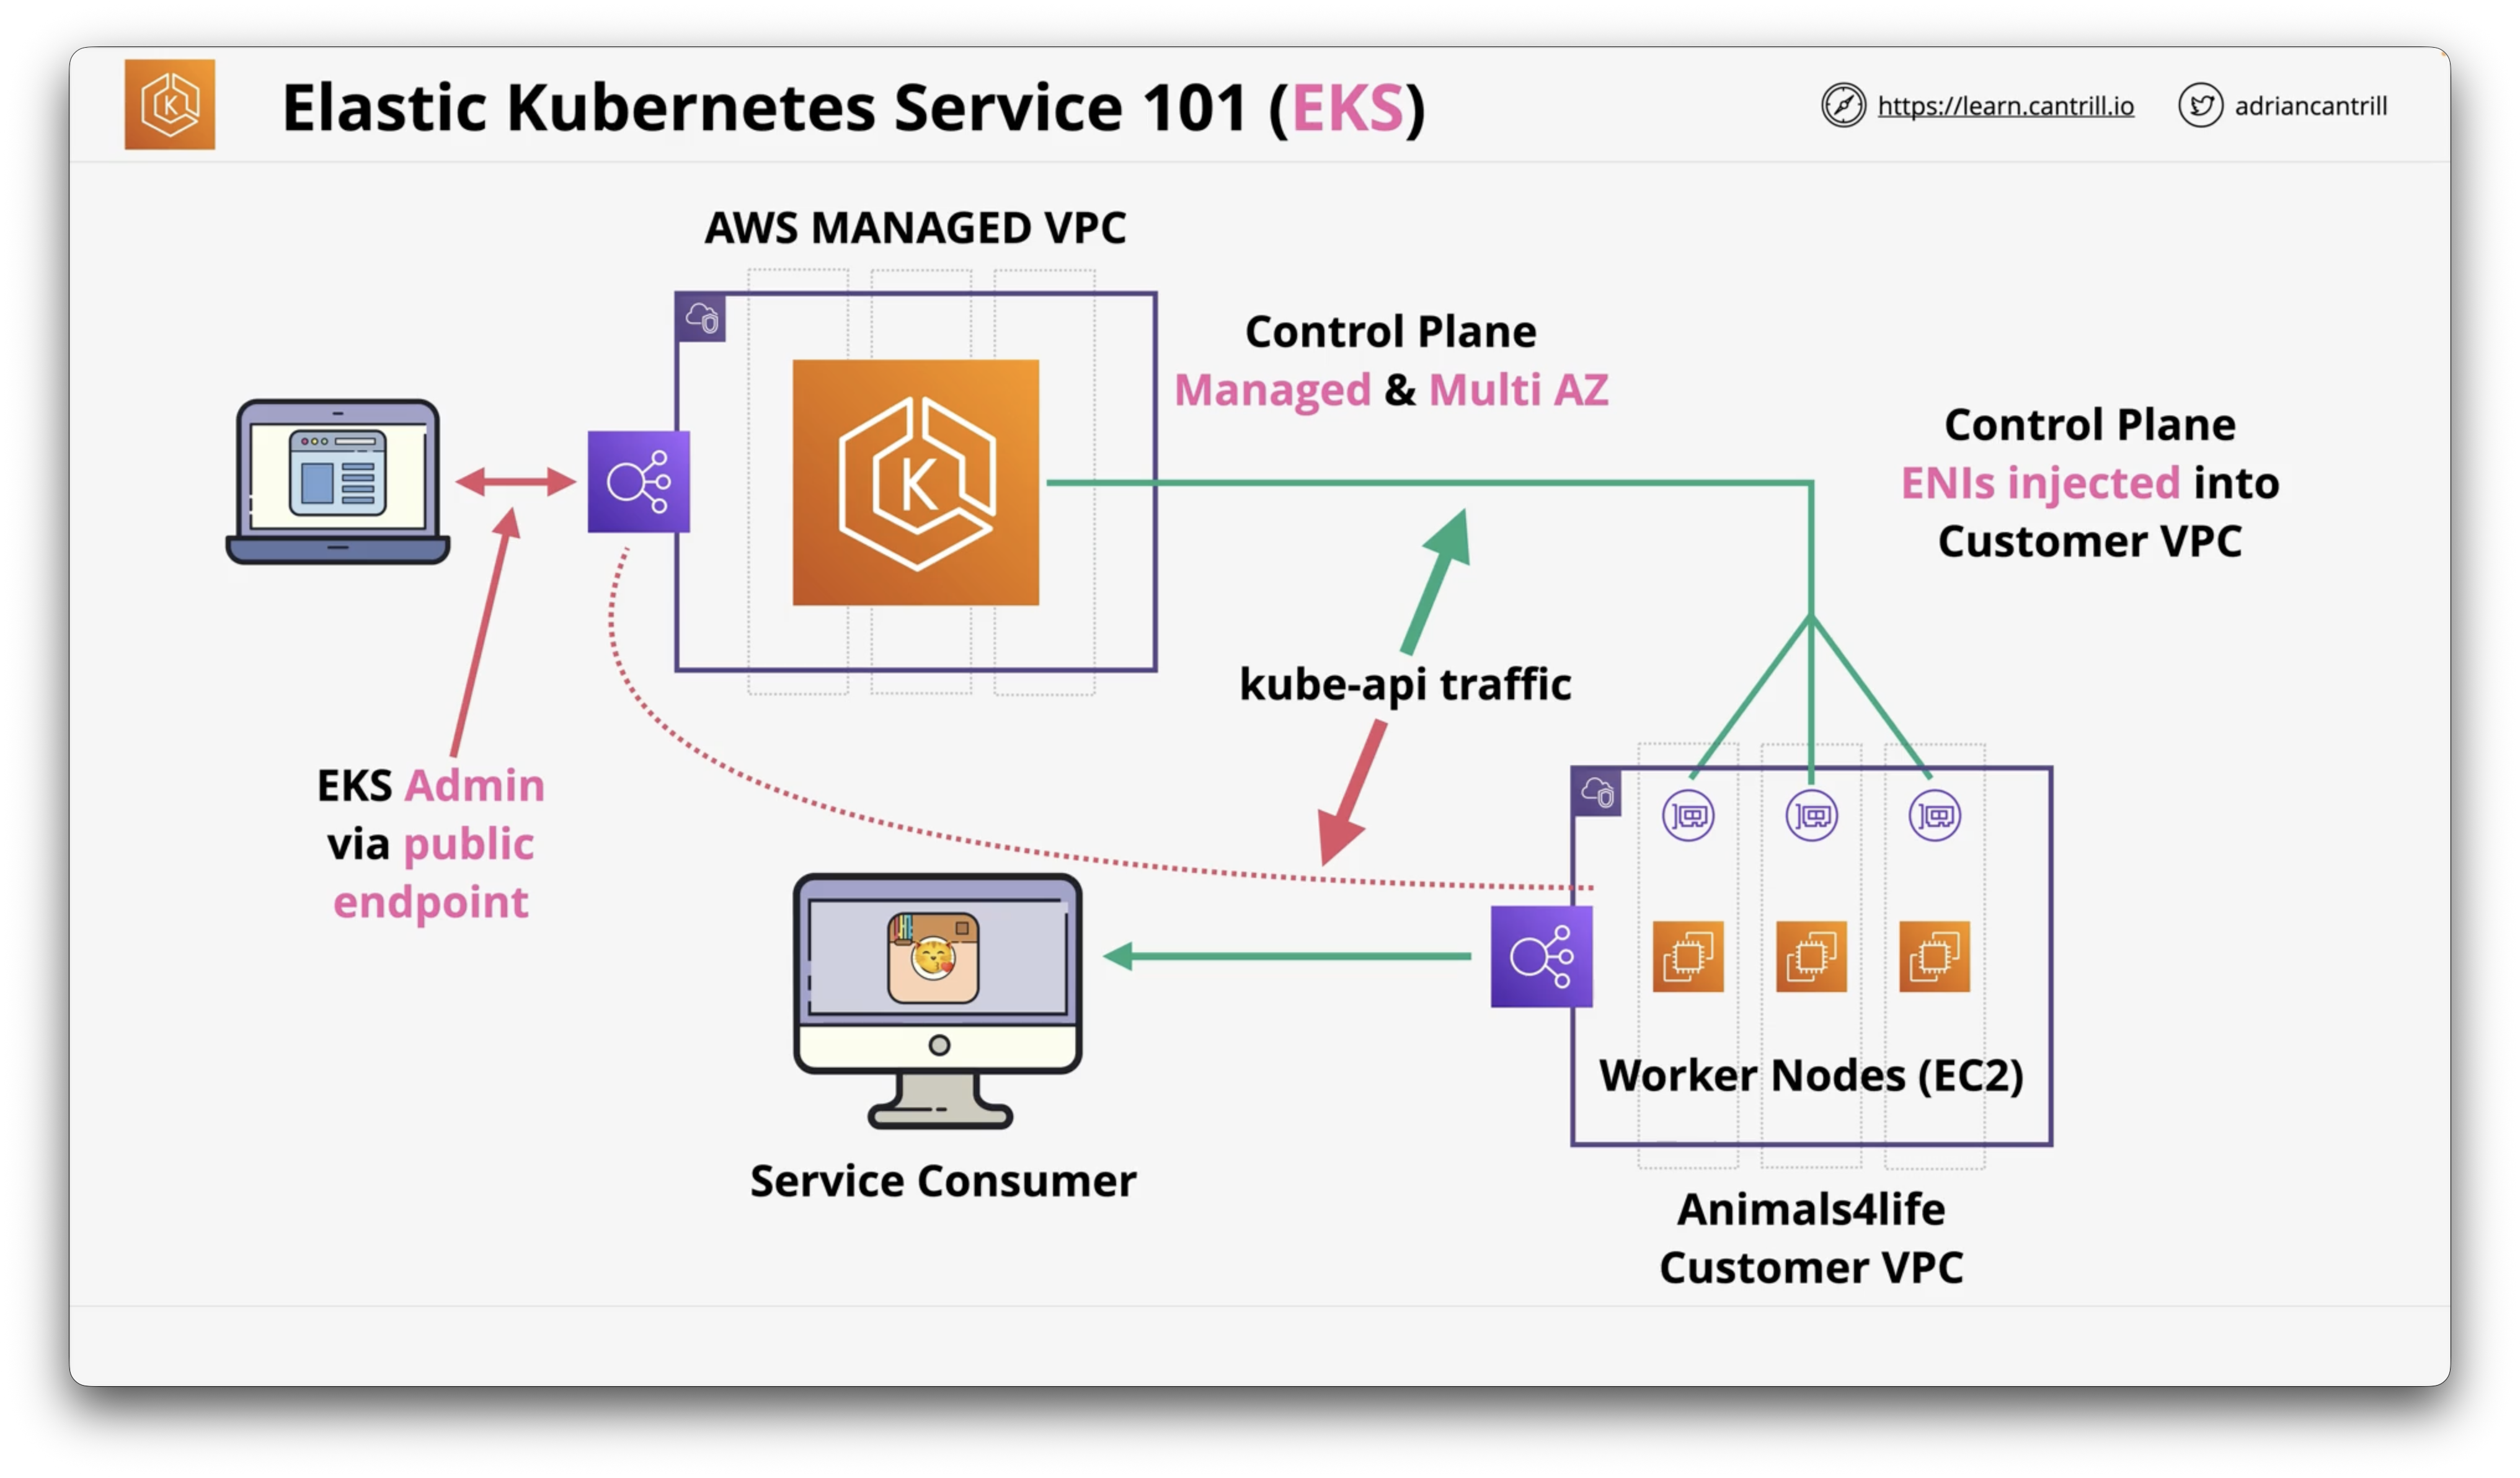 Elastic Kubernetes Service 101 (EKS)
https://learn.cantrill.io
adriancantrill
AWS MANAGED VPC
Control Plane
Managed & Multi AZ
Control Plane
ENIs injected into
Customer VPC
K
K
kube-api traffic
EKS Admin
via public
endpoint
Worker Nodes (EC2)
Service Consumer
Animals4life
Customer VPC